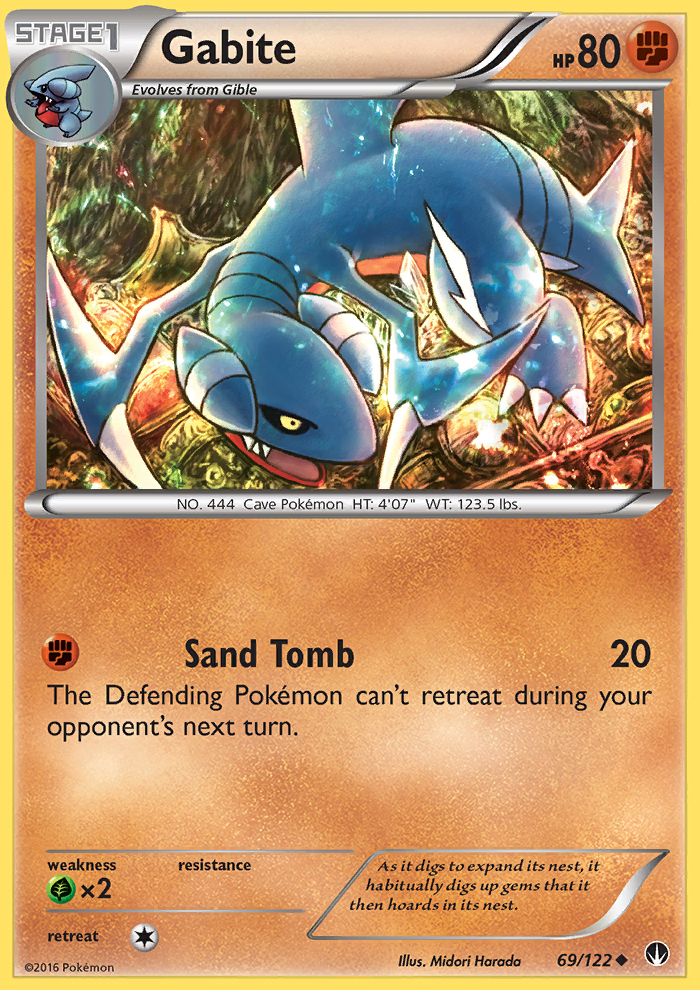 STAGE1
Gabite
HP80
Evolves from Gible
NO. 444 Cave Pokémon HT: 4'07" WT: 123.5 lbs.
Sand Tomb 20
The Defending Pokémon can't retreat during your
opponent's next turn.
weakness resistance
×2
retreat
As it digs to expand its nest, it
habitually digs up gems that it
then hoards in its nest.
©2016 Pokémon
Illus. Midori Harada
69/122